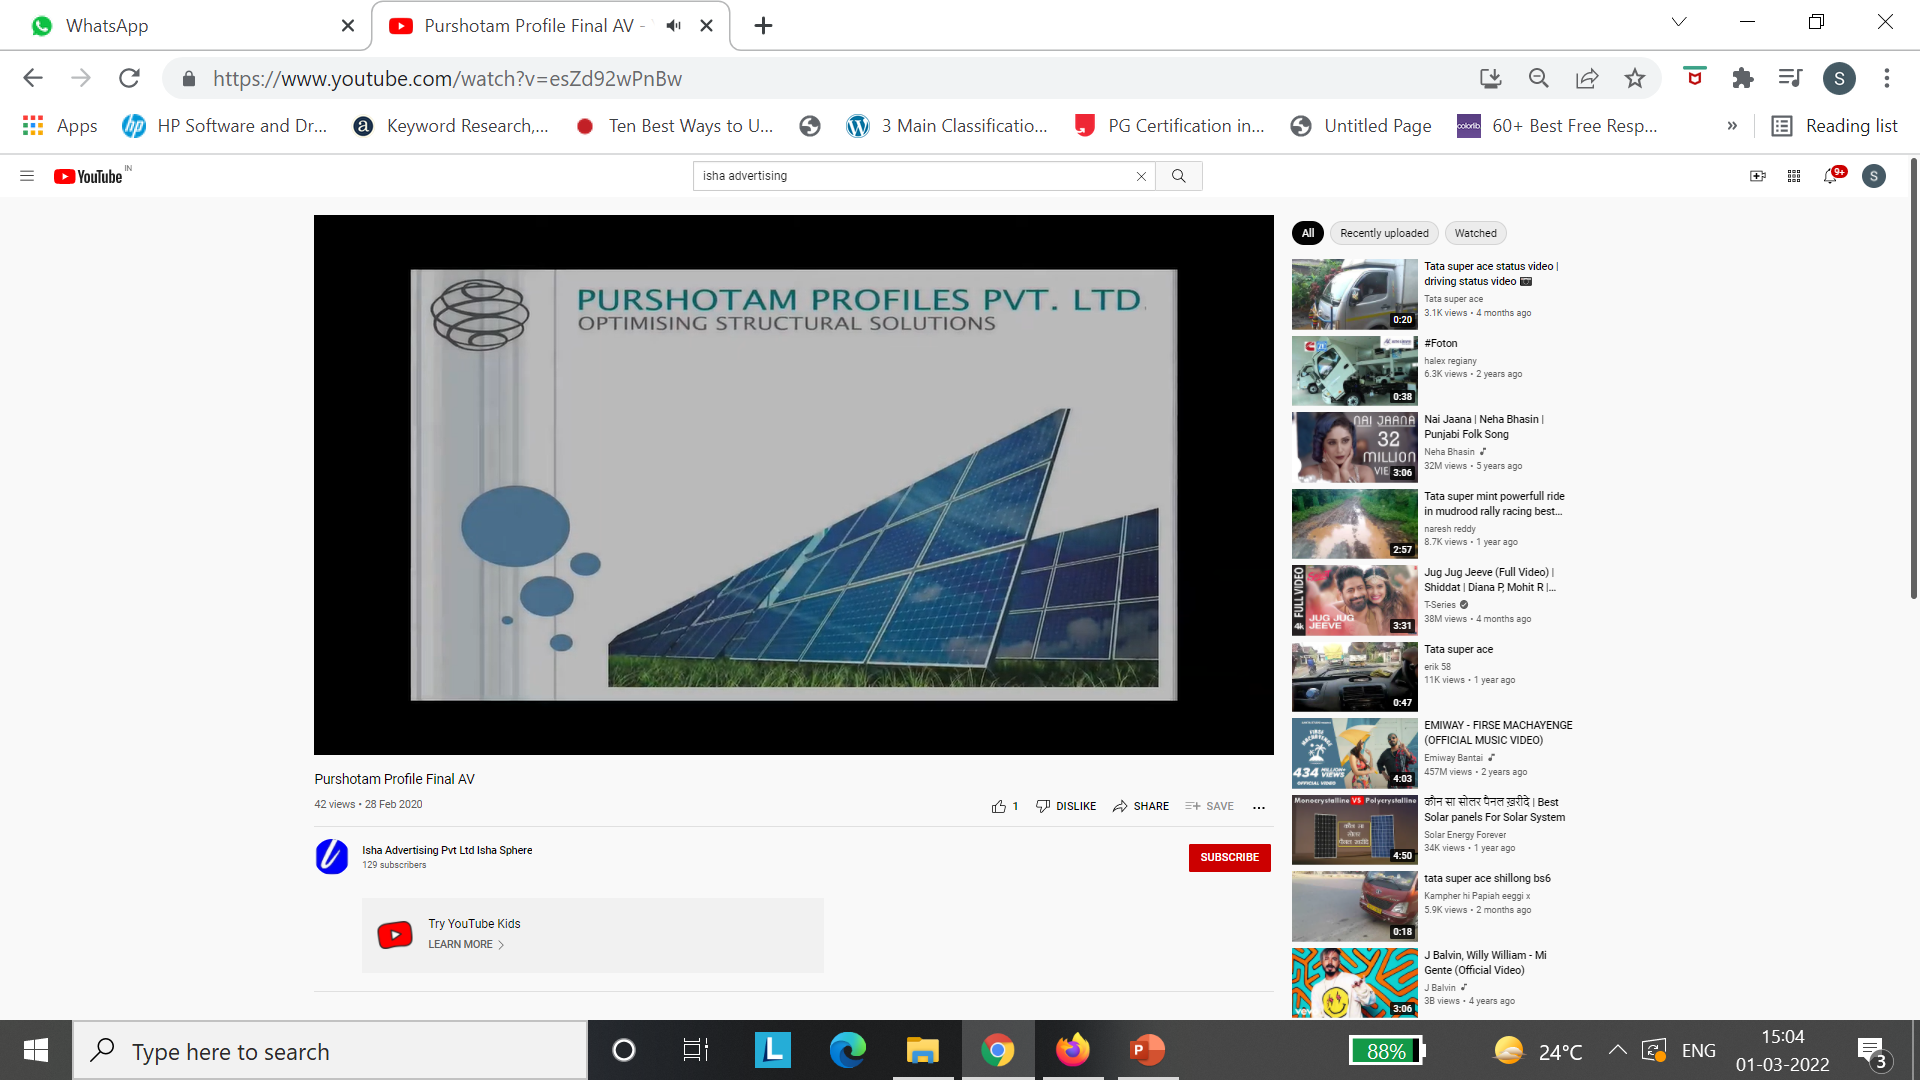 WhatsApp
Purshotam Profile Final AV -
https://www.youtube.com/watch?v=esZd92wPnBw
S
Apps
HP Software and Dr...
Keyword Research,...
Ten Best Ways to U...
3 Main Classificatio...
PG Certification in...
Untitled Page
colorlib.
60+ Best Free Resp...
»
Reading list
YouTube IN
isha advertising
9+
S
PURSHOTAM PROFILES PVT. LTD.
OPTIMISING STRUCTURAL SOLUTIONS
Purshotam Profile Final AV
42 views • 28 Feb 2020
1
DISLIKE
SHARE
SAVE
...
Isha Advertising Pvt Ltd Isha Sphere
129 subscribers
SUBSCRIBE
Try YouTube Kids
LEARN MORE
All
Recently uploaded
Watched
0:20
Tata super ace status video |
driving status video
Tata super ace
3.1K views • 4 months ago
0:38
#Foton
halex regiany
6.3K views • 2 years ago
NAI JAANA
32
MILLION
3:06
Nai Jaana | Neha Bhasin |
Punjabi Folk Song
Neha Bhasin
32M views • 5 years ago
2:57
Tata super mint powerfull ride
in mudrood rally racing best...
naresh reddy
8.7K views • 1 year ago
FULL VIDEO
4k
JUG JUG
JEEVE
3:31
Jug Jug Jeeve (Full Video) |
Shiddat | Diana P, Mohit R |...
T-Series
38M views • 4 months ago
0:47
Tata super ace
erik 58
11K views • 1 year ago
FIRSE
MACHAYENGE
434 MILLION+
VIEWS
OFFICIAL VIDEO
4:03
EMIWAY - FIRSE MACHAYENGE
(OFFICIAL MUSIC VIDEO)
Emiway Bantai
457M views • 2 years ago
Monocrystalline VS Polycrystalline
कौन सा
सोलर
पैनल खरीदे
4:50
कौन सा सोलर पैनल ख़रीदे | Best
Solar panels For Solar System
Solar Energy Forever
34K views • 1 year ago
0:18
tata super ace shillong bs6
Kampher hi Papiah eeggi x
5.9K views • 2 months ago
vevo
3:06
J Balvin, Willy William - Mi
Gente (Official Video)
J Balvin
3B views • 4 years ago
Type here to search
L
P
88%
24°C
ENG
15:04
01-03-2022
3